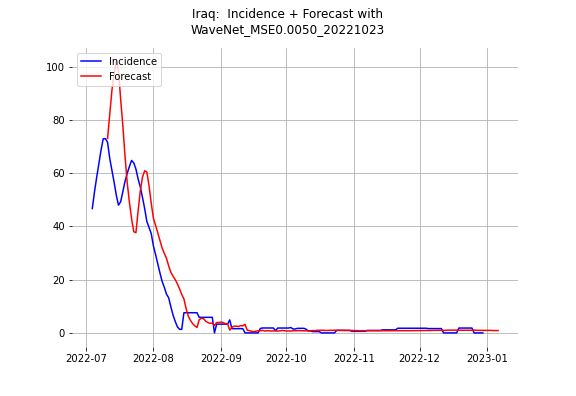 Iraq:  Incidence + Forecast with
WaveNet_MSE0.0050_20221023
Incidence
Forecast
100
80
60
40
20
0
2022-07 2022-08 2022-09 2022-10 2022-11 2022-12 2023-01